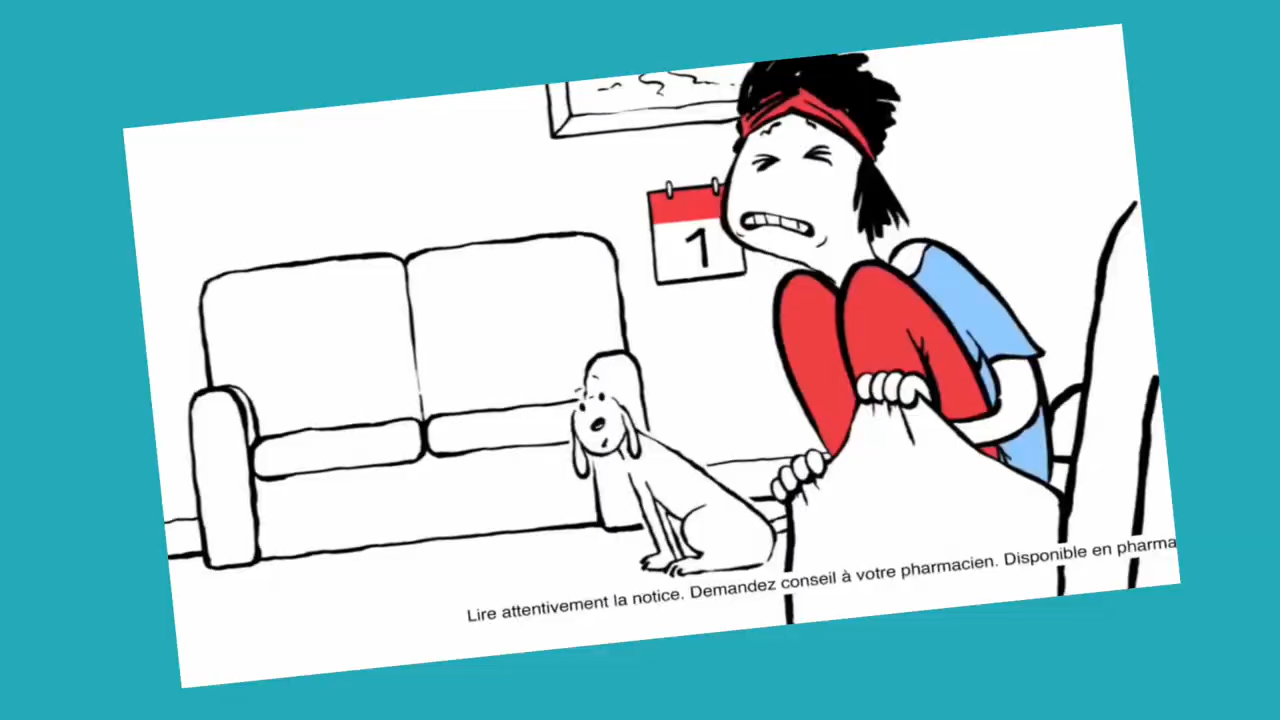 1
Lire attentivement la notice. Demandez conseil à votre pharmacien. Disponible en pharma